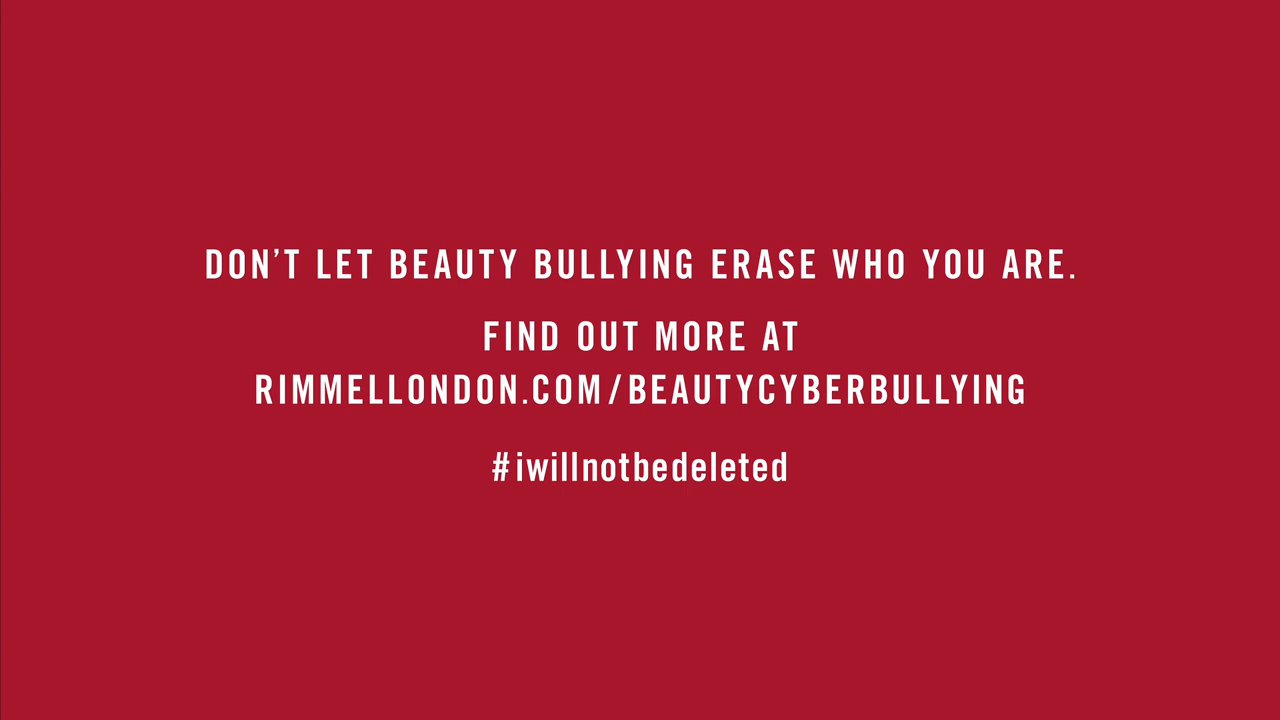 DON’T LET BEAUTY BULLYING ERASE WHO YOU ARE.
FIND OUT MORE AT
RIMMELLONDON.COM/BEAUTYCYBERBULLYING
#iwillnotbedeleted